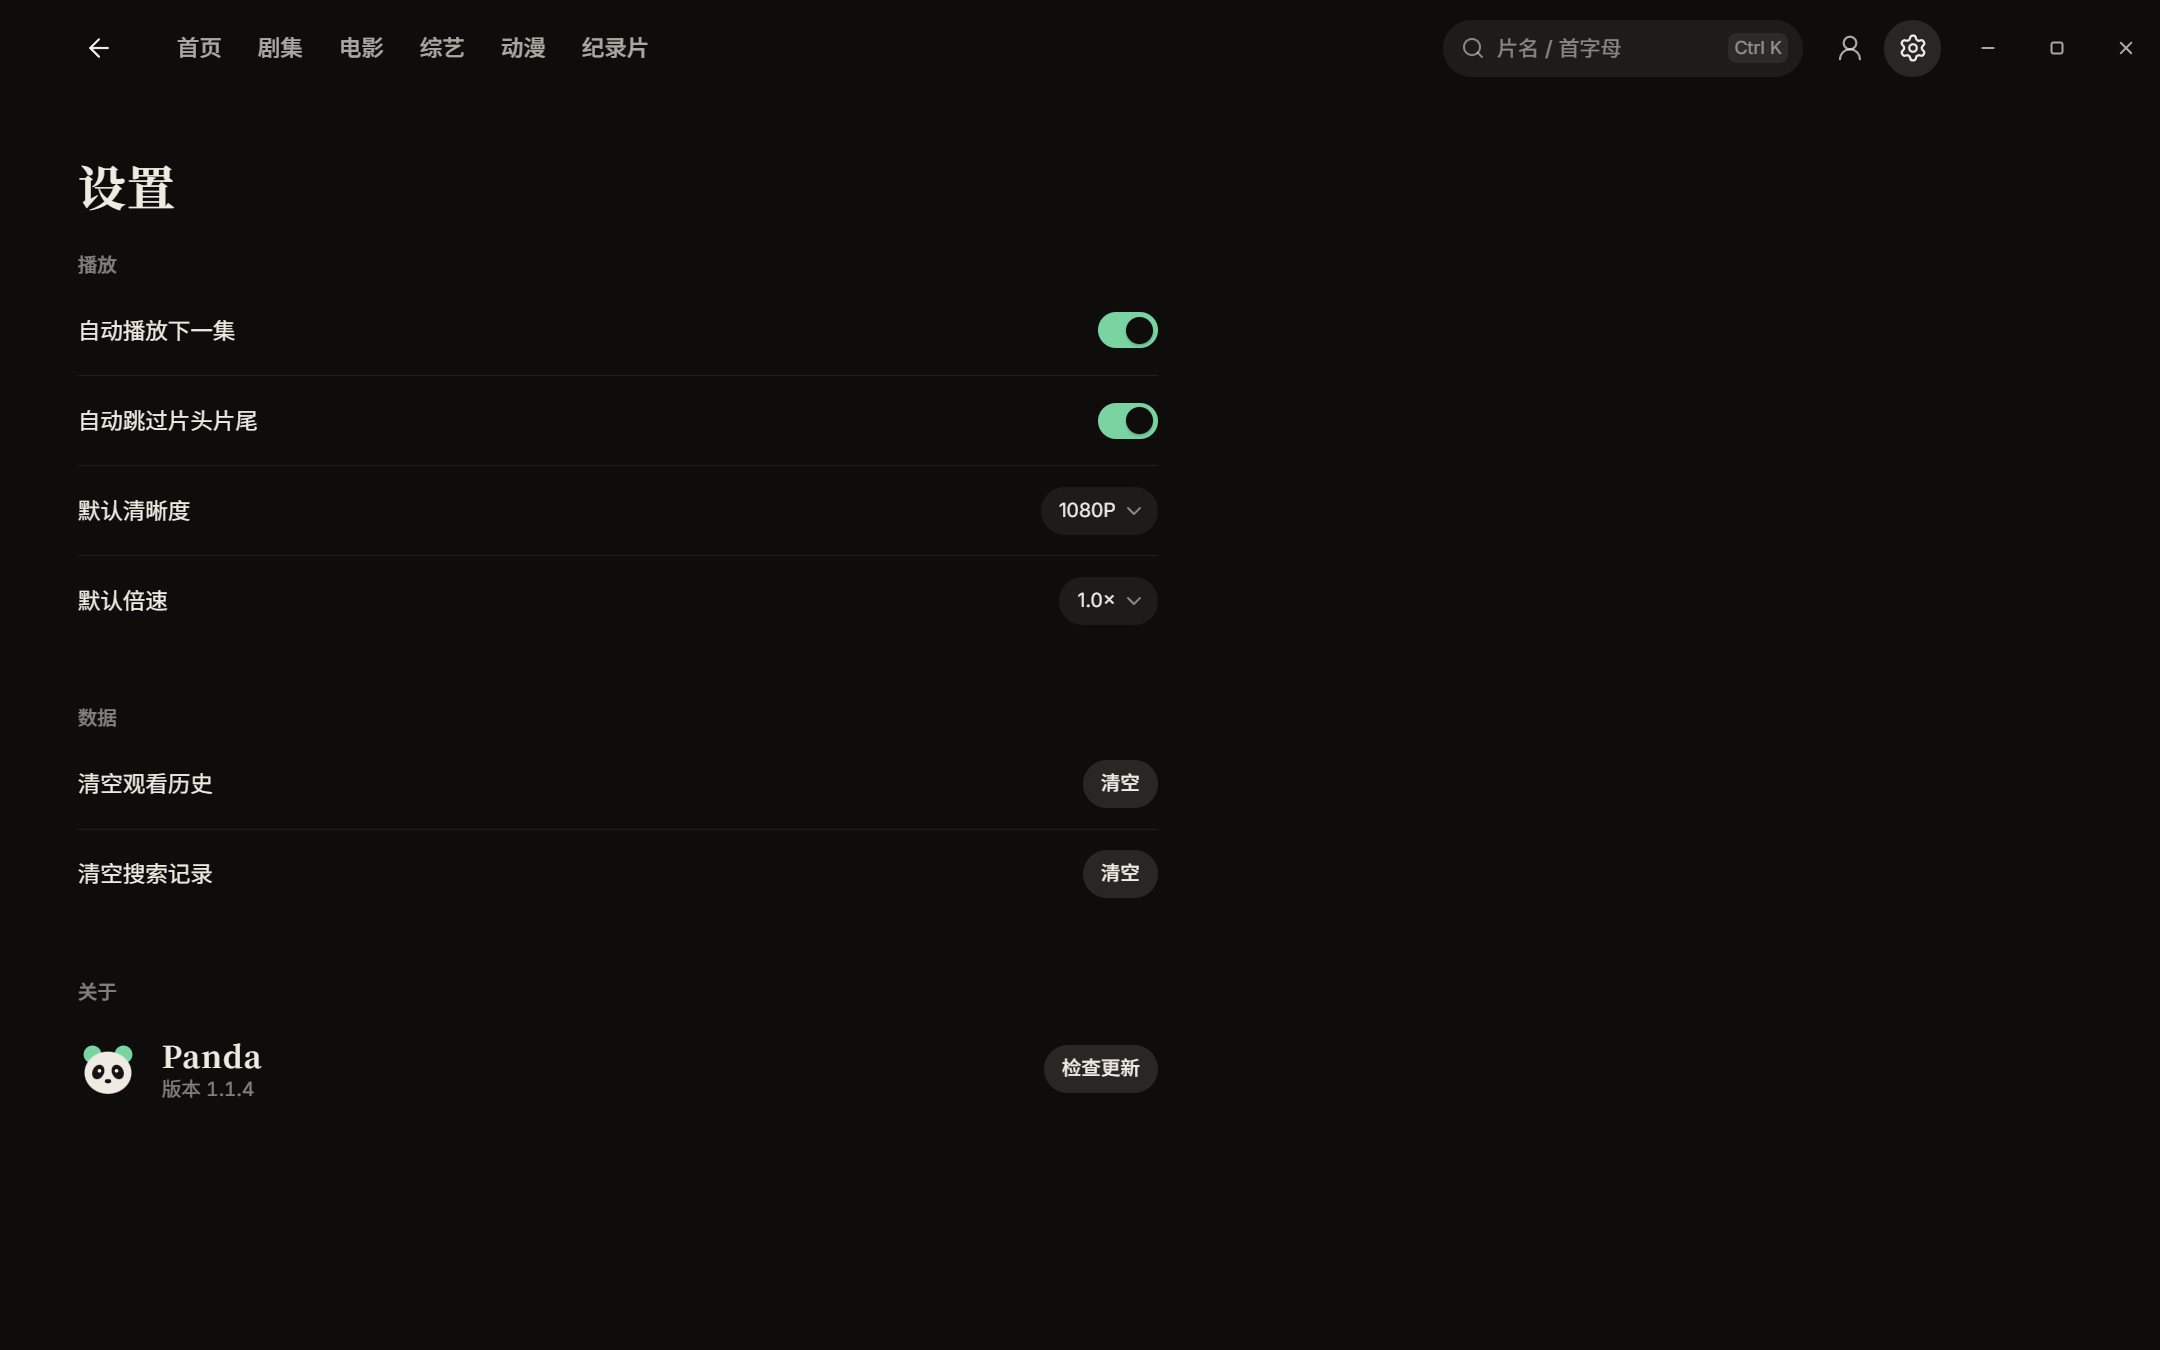 首页 剧集 电影 综艺 动漫 纪录片 片名 / 首字母 Ctrl K
设置
播放
自动播放下一集
自动跳过片头片尾
默认清晰度 1080P
默认倍速 1.0×
数据
清空观看历史 清空
清空搜索记录 清空
关于
Panda
版本 1.1.4
检查更新